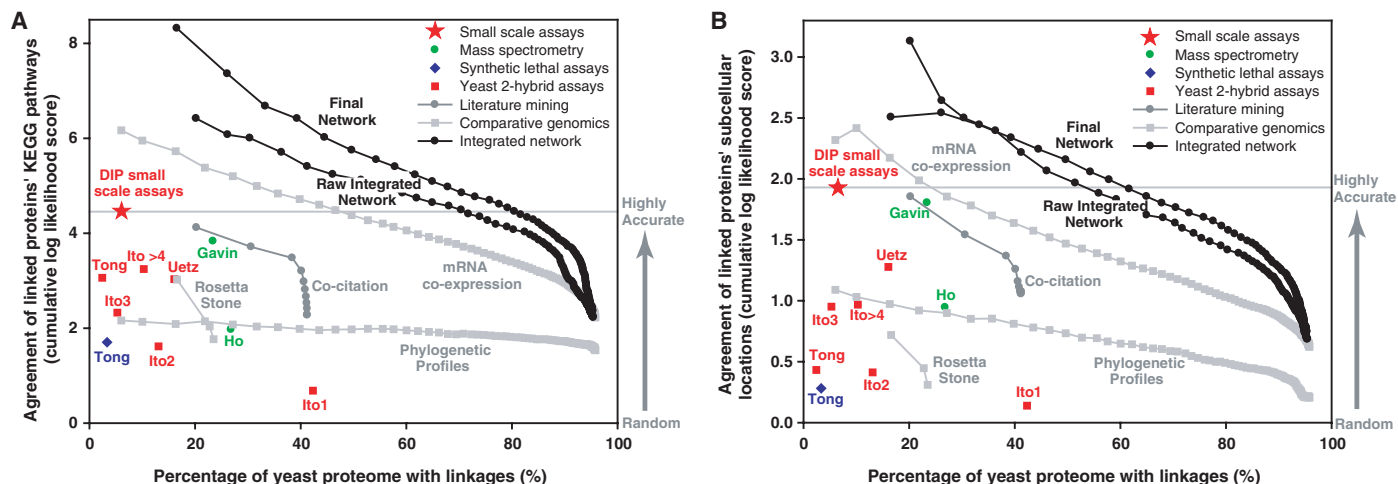 A
Agreement of linked proteins' KEGG pathways
(cumulative log likelihood score)
8
6
4
2
0
0
20
40
60
80
100
Percentage of yeast proteome with linkages (%)
Small scale assays
Mass spectrometry
Synthetic lethal assays
Yeast 2-hybrid assays
Literature mining
Comparative genomics
Integrated network
Final
Network
Raw Integrated
Network
DIP small
scale assays
Highly
Accurate
Gavin
Tong
Ito >4
Uetz
Rosetta
Stone
Co-citation
mRNA
co-expression
Ito3
Ho
Tong
Ito2
Phylogenetic
Profiles
Ito1
Random
B
Agreement of linked proteins' subcellular
locations (cumulative log likelihood score)
3.0
2.5
2.0
1.5
1.0
0.5
0.0
0
20
40
60
80
100
Percentage of yeast proteome with linkages (%)
Small scale assays
Mass spectrometry
Synthetic lethal assays
Yeast 2-hybrid assays
Literature mining
Comparative genomics
Integrated network
Final
Network
mRNA
co-expression
DIP small
scale assays
Highly
Accurate
Gavin
Raw Integrated
Network
Uetz
Co-citation
Ho
Ito3
Ito>4
Tong
Ito2
Rosetta
Stone
Phylogenetic
Profiles
Tong
Ito1
Random